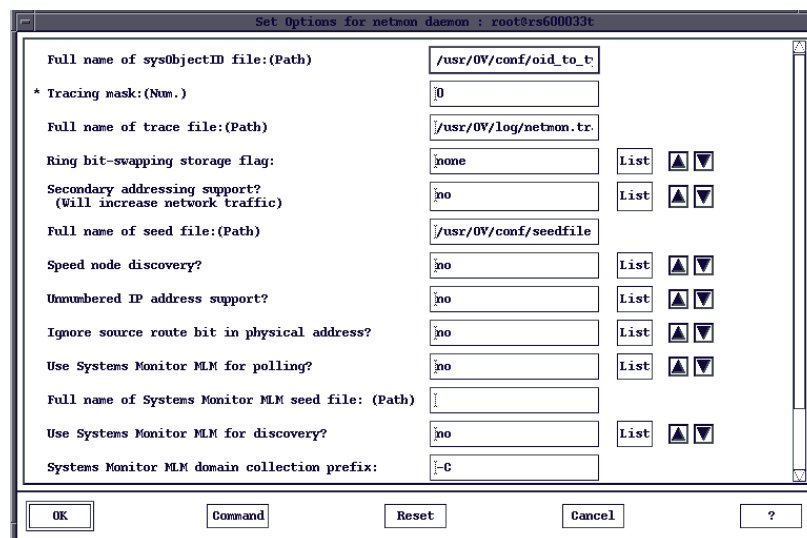 Set Options for netmon daemon : root@rs600033t
Full name of sysObjectID file:(Path) /usr/OV/conf/oid_to_ty
* Tracing mask:(Num.) 0
Full name of trace file:(Path) /usr/OV/log/netmon.tra
Ring bit-swapping storage flag: none List
Secondary addressing support? no List
(Will increase network traffic)
Full name of seed file:(Path) /usr/OV/conf/seedfile
Speed node discovery? no List
Unnumbered IP address support? no List
Ignore source route bit in physical address? no List
Use Systems Monitor MLM for polling? no List
Full name of Systems Monitor MLM seed file: (Path)
Use Systems Monitor MLM for discovery? no List
Systems Monitor MLM domain collection prefix: -C
OK Command Reset Cancel ?